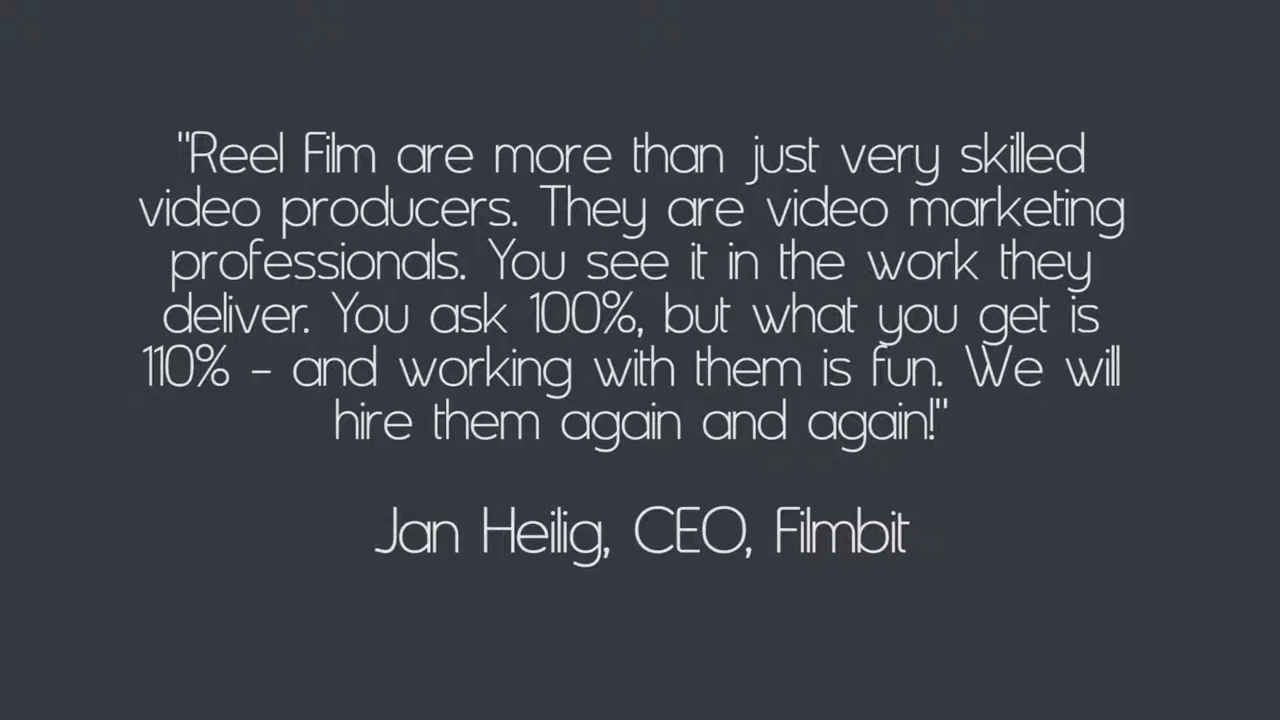 "Reel Film are more than just very skilled
video producers. They are video marketing
professionals. You see it in the work they
deliver. You ask 100%, but what you get is
110% - and working with them is fun. We will
hire them again and again!"
Jan Heilig, CEO, Filmbit